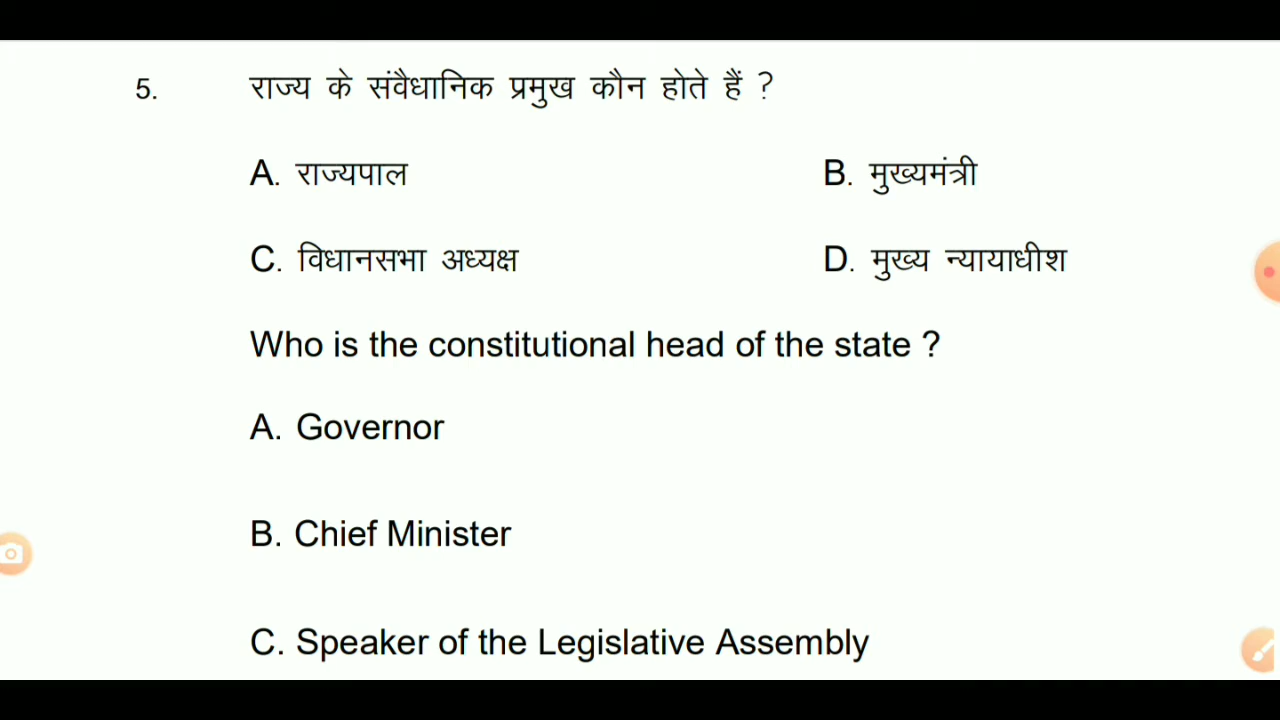 5. राज्य के संवैधानिक प्रमुख कौन होते हैं ?
A. राज्यपाल B. मुख्यमंत्री
C. विधानसभा अध्यक्ष D. मुख्य न्यायाधीश
Who is the constitutional head of the state ?
A. Governor
B. Chief Minister
C. Speaker of the Legislative Assembly